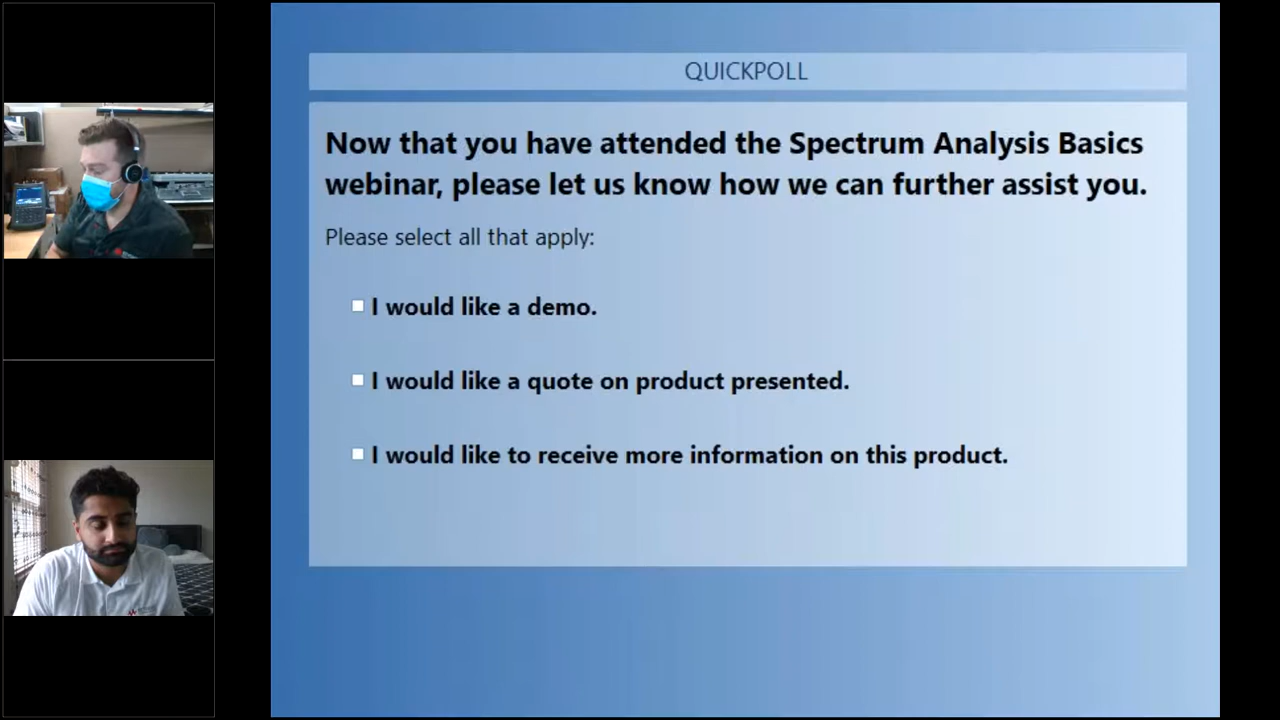 QUICKPOLL
Now that you have attended the Spectrum Analysis Basics
webinar, please let us know how we can further assist you.
Please select all that apply:
I would like a demo.
I would like a quote on product presented.
I would like to receive more information on this product.